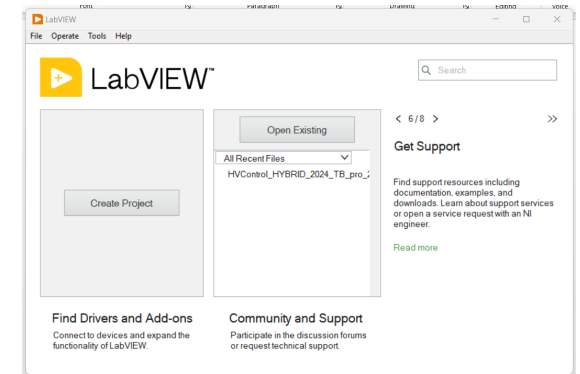 Font
Paragraph
Drawing
Editing
Voice
LabVIEW
File Operate Tools Help
LabVIEW™
Search
Open Existing
All Recent Files
HVControl_HYBRID_2024_TB_pro_2
Create Project
6/8
Get Support
Find support resources including
documentation, examples, and
downloads. Learn about support services
or open a service request with an NI
engineer.
Read more
Find Drivers and Add-ons
Connect to devices and expand the
functionality of LabVIEW.
Community and Support
Participate in the discussion forums
or request technical support.